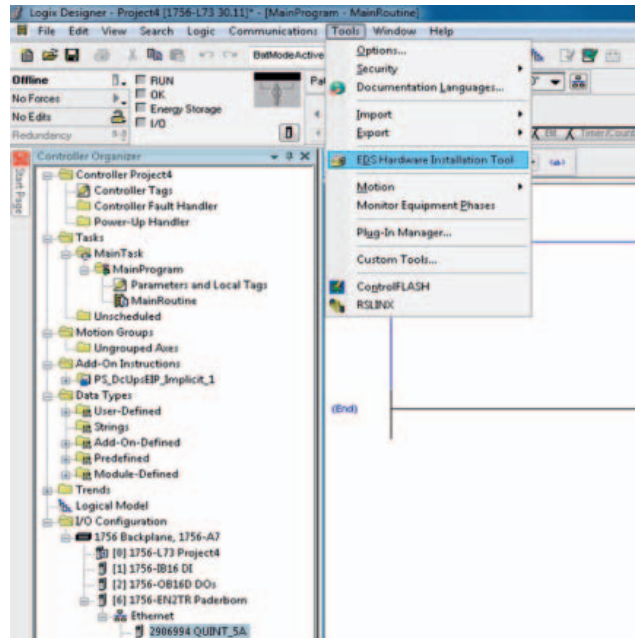 Logix Designer - Project4 [1756-L73 30.11]* - [MainProgram - MainRoutine]
File Edit View Search Logic Communications Tools Window Help
BatModeActive
Offline
RUN
No Forces
OK
No Edits
Energy Storage
I/O
Redundency
Pa
Options...
Security
Documentation Languages...
Import
Export
EDS Hardware Installation Tool
Motion
Monitor Equipment Phases
Plug-In Manager...
Custom Tools...
ControlFLASH
RSLINX
Bit
Timer/Count
Start Page
Controller Organizer
Controller Project4
Controller Tags
Controller Fault Handler
Power-Up Handler
Tasks
MainTask
MainProgram
Parameters and Local Tags
MainRoutine
Unscheduled
Motion Groups
Ungrouped Axes
Add-On Instructions
PS_DcUpsEIP_Implicit_1
Data Types
User-Defined
Strings
Add-On-Defined
Predefined
Module-Defined
Trends
Logical Model
I/O Configuration
1756 Backplane, 1756-A7
[0] 1756-L73 Project4
[1] 1756-IB16 DI
[2] 1756-OB16D DOs
[6] 1756-EN2TR Paderborn
Ethernet
2906994 QUINT_5A
(End)